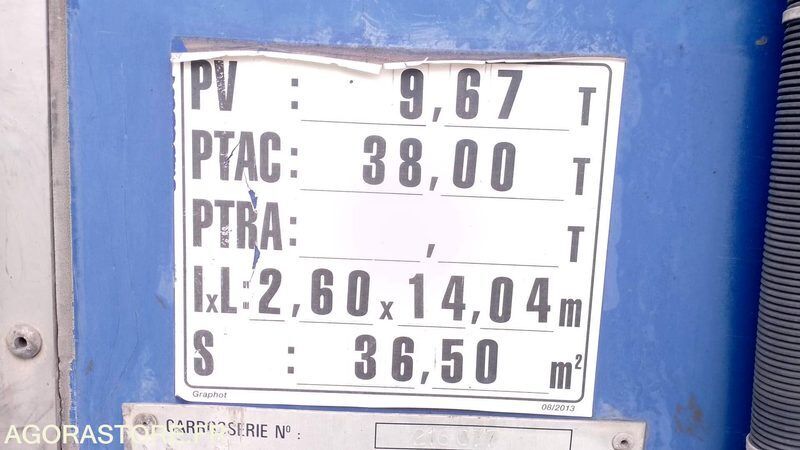 PV : 9,67 T
PTAC : 38,00 T
PTRA : , T
lxL : 2,60 x 14,04 m
S : 36,50 m²
Graphot 08/2013
CARROSSERIE N° :
AGORASTORE.FR